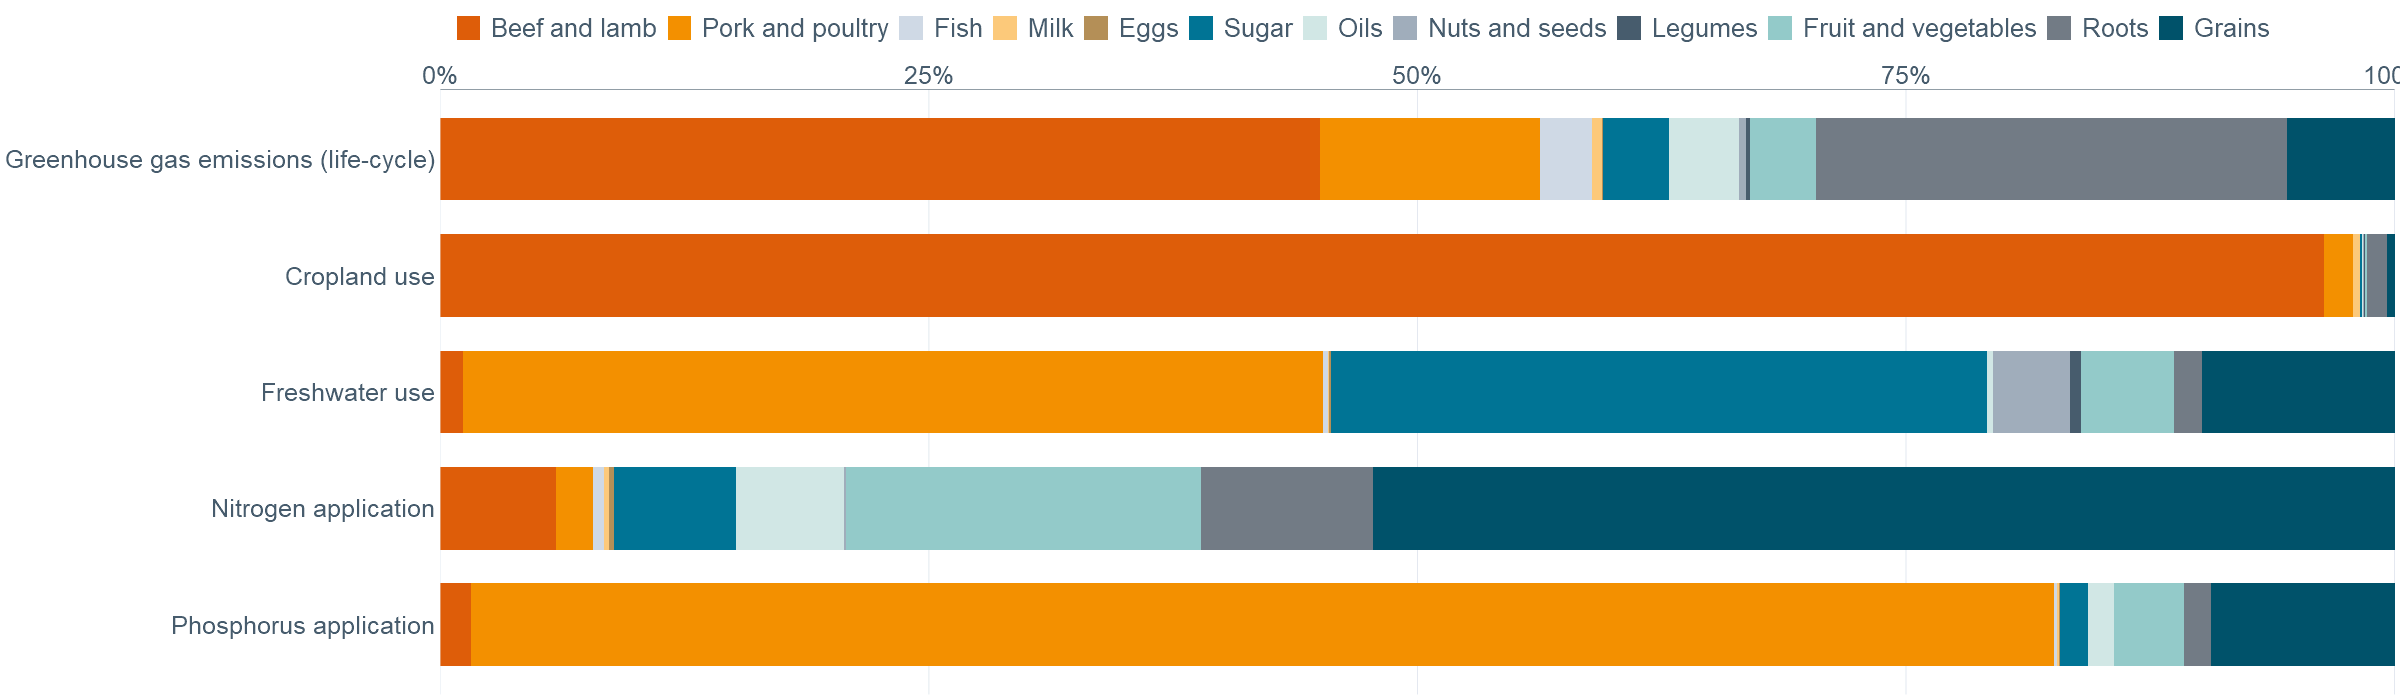 Beef and lamb Pork and poultry Fish Milk Eggs Sugar Oils Nuts and seeds Legumes Fruit and vegetables Roots Grains
0% 25% 50% 75% 100
Greenhouse gas emissions (life-cycle)
Cropland use
Freshwater use
Nitrogen application
Phosphorus application